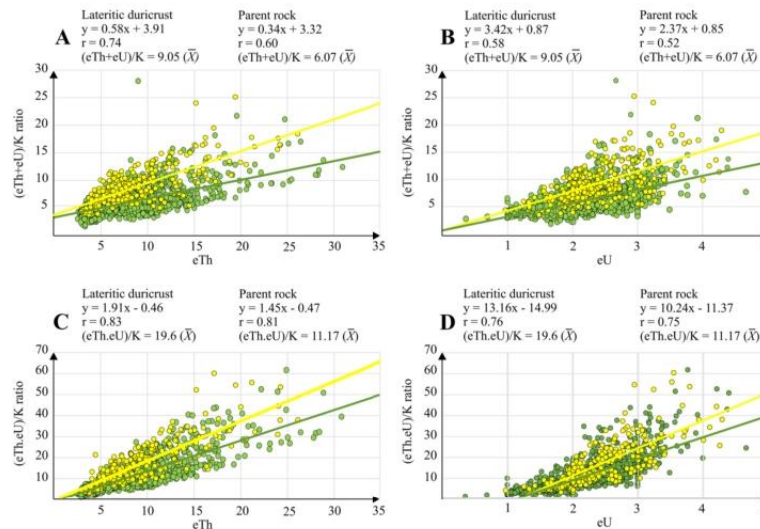 A
Lateritic duricrust
y = 0.58x + 3.91
r = 0.74
(eTh+eU)/K = 9.05 (X̅)
Parent rock
y = 0.34x + 3.32
r = 0.60
(eTh+eU)/K = 6.07 (X̅)
(eTh+eU)/K ratio
30
25
20
15
10
5
5 10 15 20 25 30 35
eTh
B
Lateritic duricrust
y = 3.42x + 0.87
r = 0.58
(eTh+eU)/K = 9.05 (X̅)
Parent rock
y = 2.37x + 0.85
r = 0.52
(eTh+eU)/K = 6.07 (X̅)
(eTh+eU)/K ratio
30
25
20
15
10
5
1 2 3 4
eU
C
Lateritic duricrust
y = 1.91x - 0.46
r = 0.83
(eTh.eU)/K = 19.6 (X̅)
Parent rock
y = 1.45x - 0.47
r = 0.81
(eTh.eU)/K = 11.17 (X̅)
(eTh.eU)/K ratio
70
60
50
40
30
20
10
5 10 15 20 25 30 35
eTh
D
Lateritic duricrust
y = 13.16x - 14.99
r = 0.76
(eTh.eU)/K = 19.6 (X̅)
Parent rock
y = 10.24x - 11.37
r = 0.75
(eTh.eU)/K = 11.17 (X̅)
(eTh.eU)/K ratio
70
60
50
40
30
20
10
1 2 3 4
eU